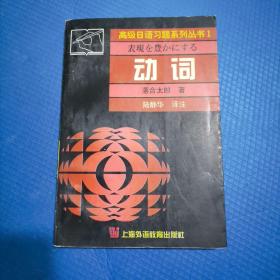 高级日语习题系列丛书1
表現を豊かにする
动词
落合太郎 著
陆静华 译注
上海外语教育出版社